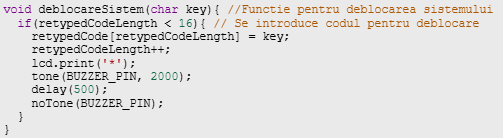 void deblocareSistem(char key){ //Functie pentru deblocarea sistemului
  if(retypedCodeLength < 16){ // Se introduce codul pentru deblocare
    retypedCode[retypedCodeLength] = key;
    retypedCodeLength++;
    lcd.print('*');
    tone(BUZZER_PIN, 2000);
    delay(500);
    noTone(BUZZER_PIN);
  }
}